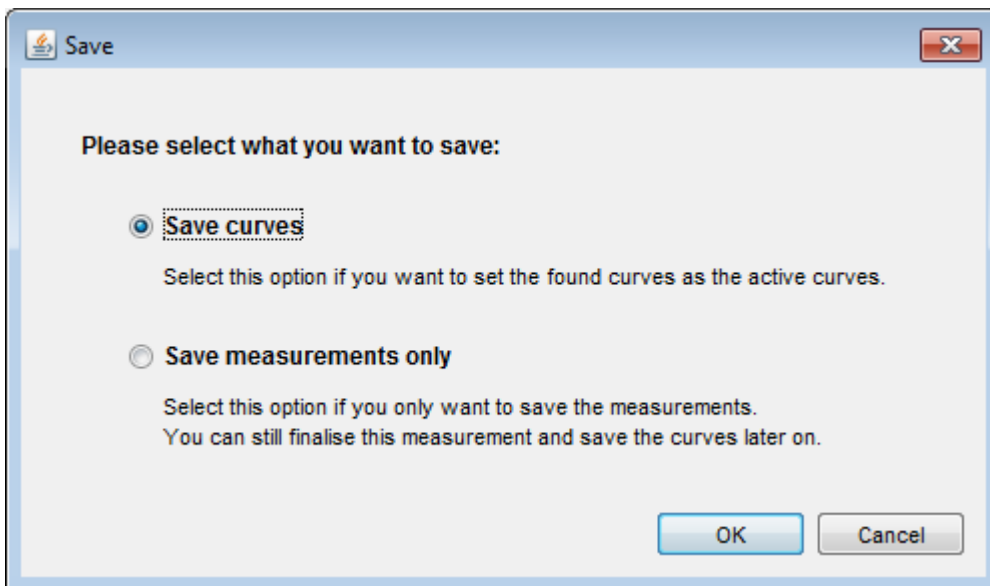 Save
Please select what you want to save:
Save curves
Select this option if you want to set the found curves as the active curves.
Save measurements only
Select this option if you only want to save the measurements.
You can still finalise this measurement and save the curves later on.
OK
Cancel